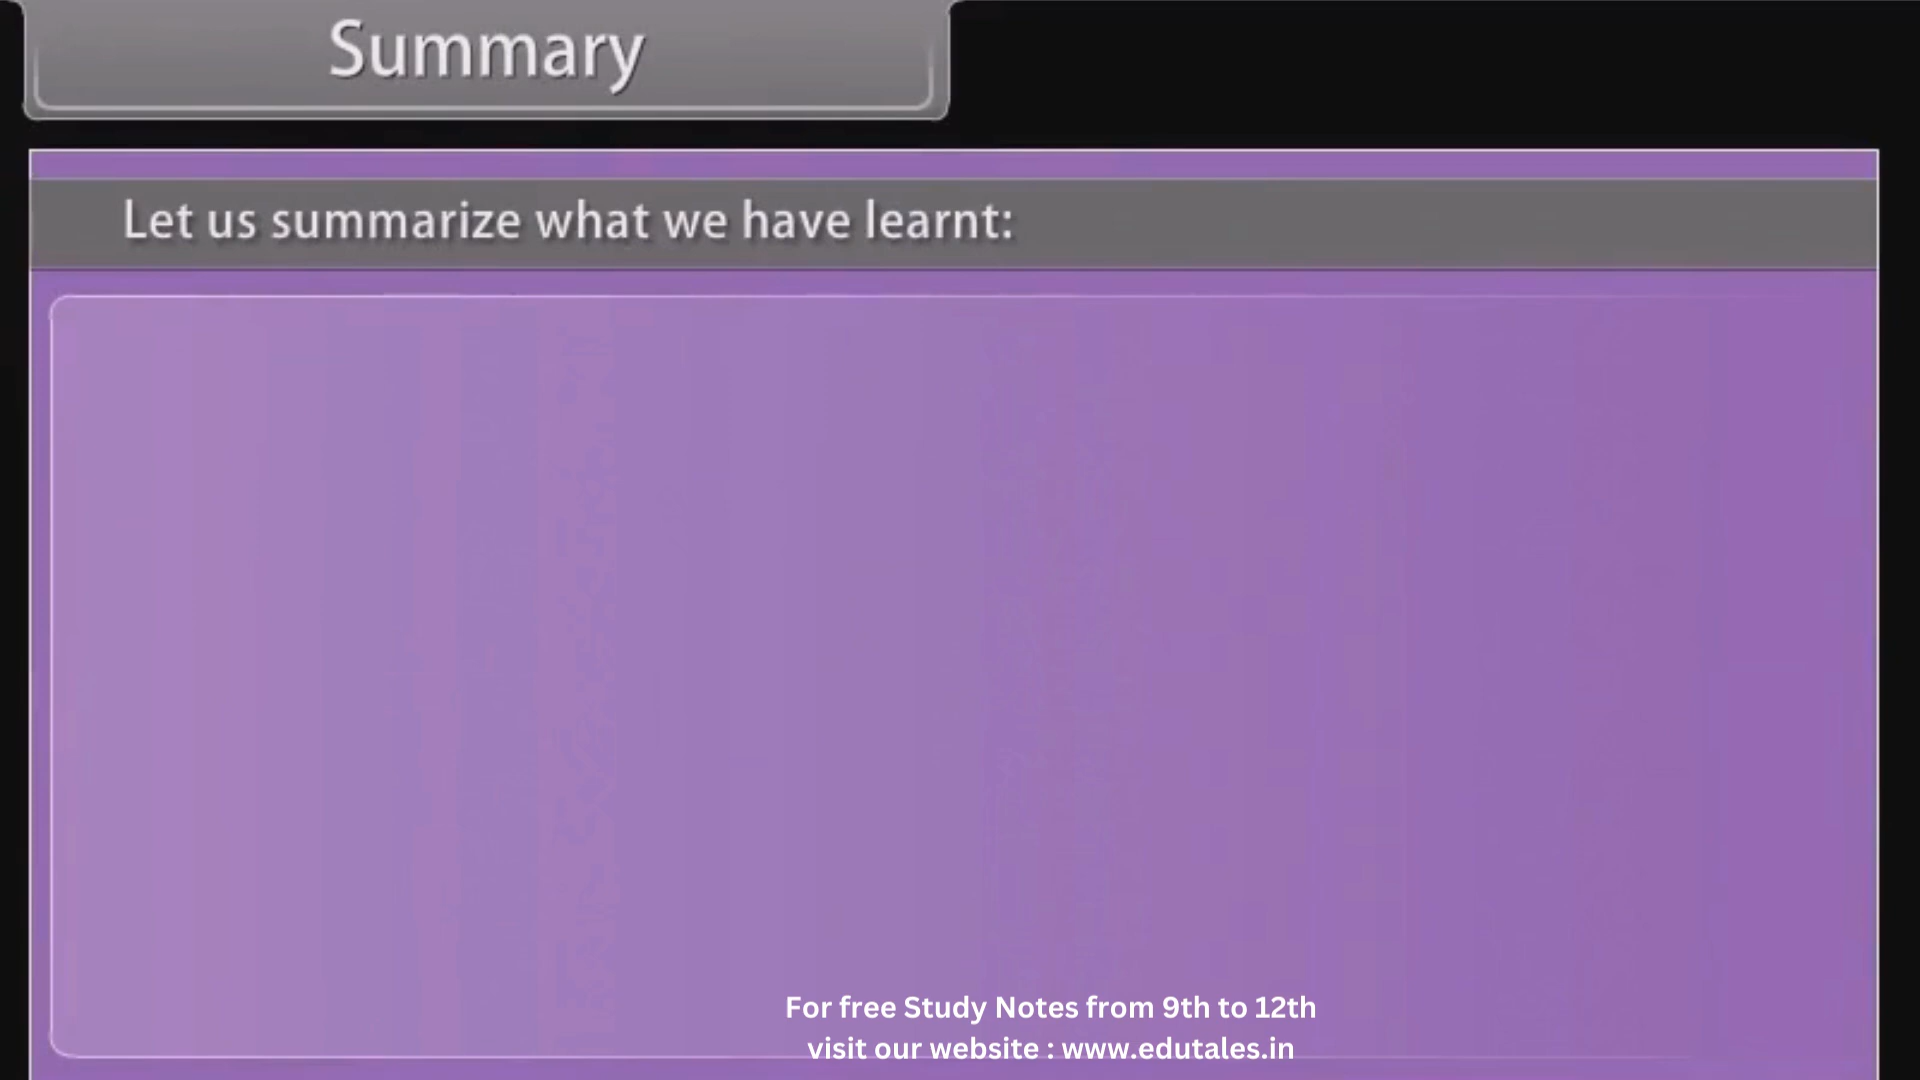 Summary
Let us summarize what we have learnt:
For free Study Notes from 9th to 12th
visit our website : www.edutales.in